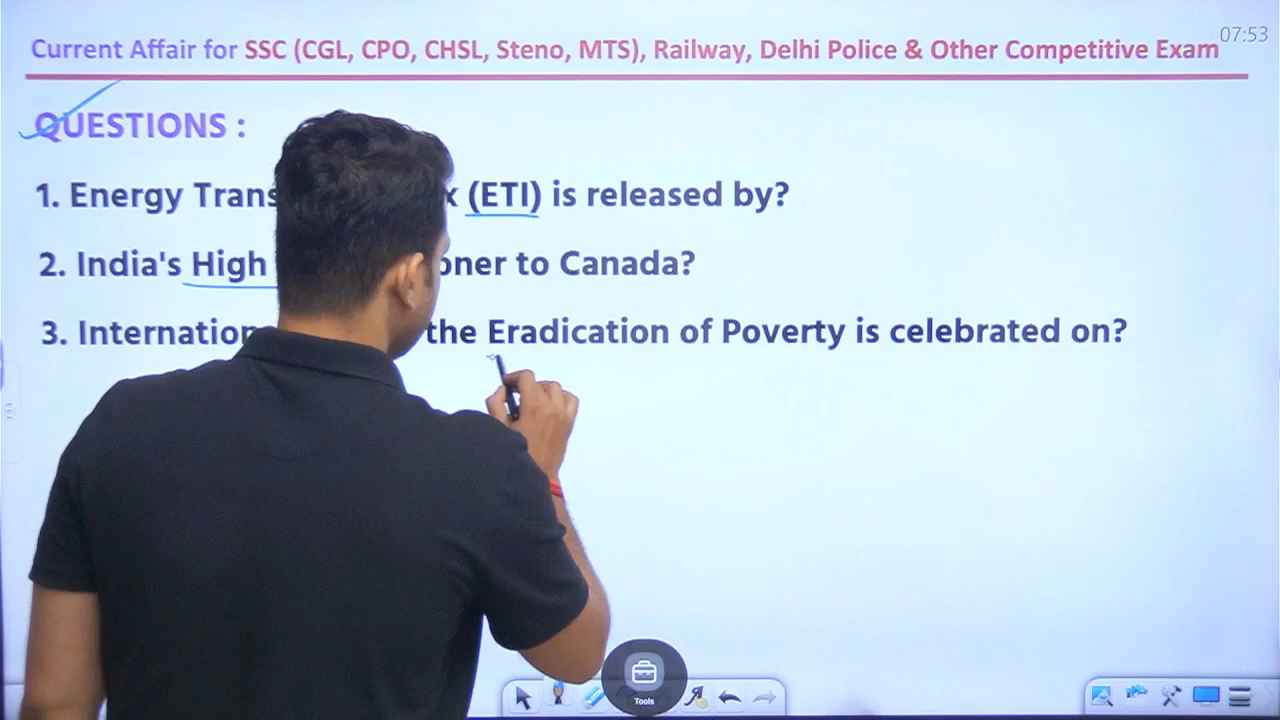 Current Affair for SSC (CGL, CPO, CHSL, Steno, MTS), Railway, Delhi Police & Other Competitive Exam
07:53
QUESTIONS :
1. Energy Trans x (ETI) is released by?
2. India's High oner to Canada?
3. Internation the Eradication of Poverty is celebrated on?
Tools